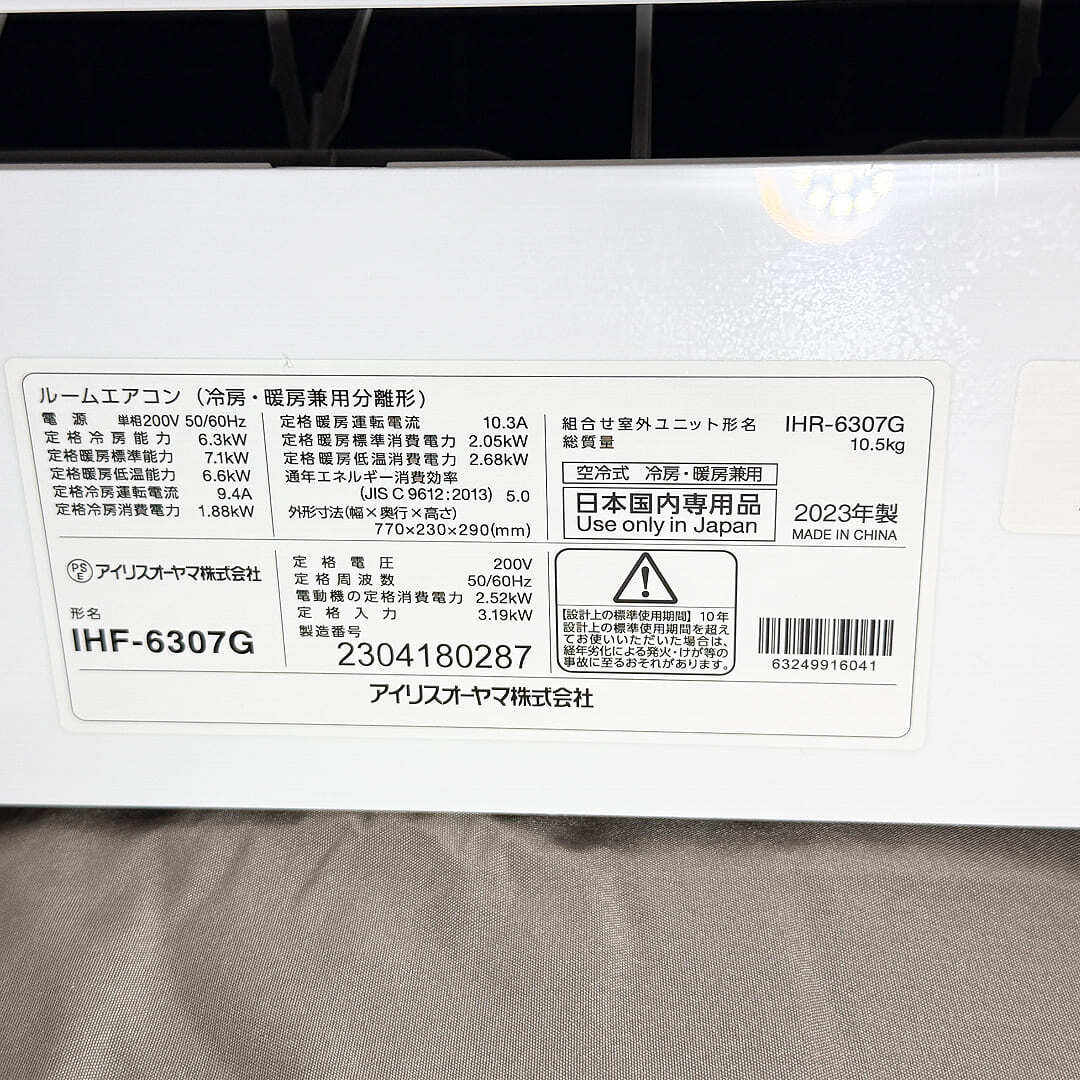 ルームエアコン(冷房・暖房兼用分離形)
電源 単相200V 50/60Hz
定格冷房能力 6.3kW
定格暖房標準能力 7.1kW
定格暖房低温能力 6.6kW
定格冷房運転電流 9.4A
定格冷房消費電力 1.88kW
定格暖房運転電流 10.3A
定格暖房標準消費電力 2.05kW
定格暖房低温消費電力 2.68kW
通年エネルギー消費効率
(JIS C 9612:2013) 5.0
外形寸法(幅×奥行×高さ)
770×230×290(mm)
組合せ室外ユニット形名 IHR-6307G
総質量 10.5kg
空冷式 冷房・暖房兼用
日本国内専用品
Use only in Japan
2023年製
MADE IN CHINA
PS
E
アイリスオーヤマ株式会社
形名
IHF-6307G
定格電圧 200V
定格周波数 50/60Hz
電動機の定格消費電力 2.52kW
定格入力 3.19kW
製造番号
2304180287
【設計上の標準使用期間】10年
設計上の標準使用期間を超え
てお使いいただいた場合は、
経年劣化による発火・けが等の
事故に至るおそれがあります。
63249916041
アイリスオーヤマ株式会社